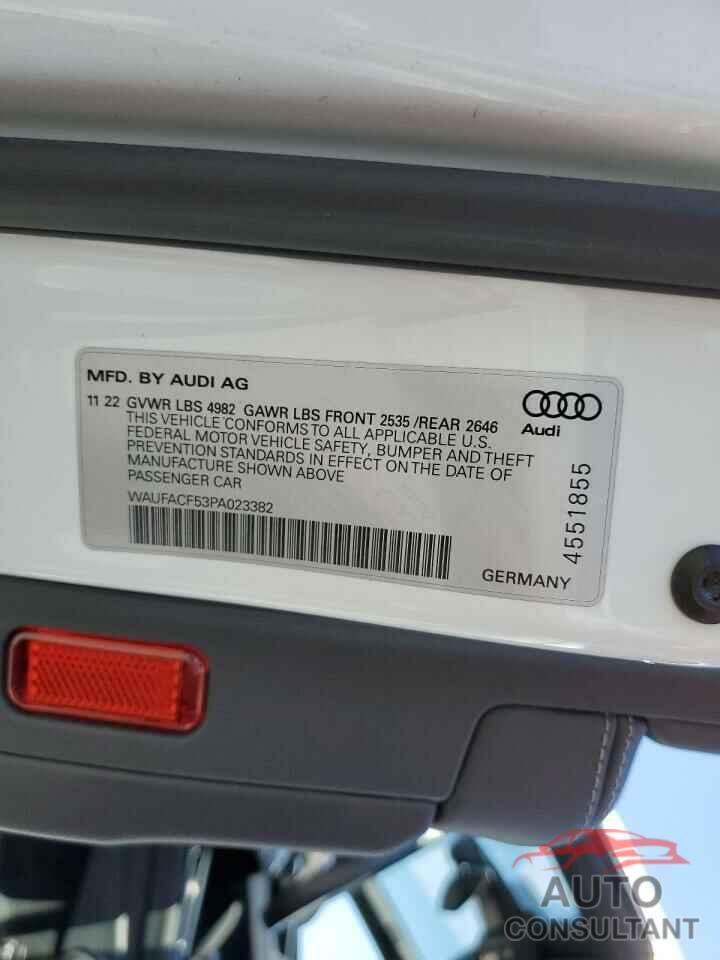 MFD. BY AUDI AG
11 22 GVWR LBS 4982 GAWR LBS FRONT 2535 /REAR 2646
THIS VEHICLE CONFORMS TO ALL APPLICABLE U.S.
FEDERAL MOTOR VEHICLE SAFETY, BUMPER AND THEFT
PREVENTION STANDARDS IN EFFECT ON THE DATE OF
MANUFACTURE SHOWN ABOVE
PASSENGER CAR
WAUFACF53PA023382
Audi
4551855
GERMANY
AUTO
CONSULTANT